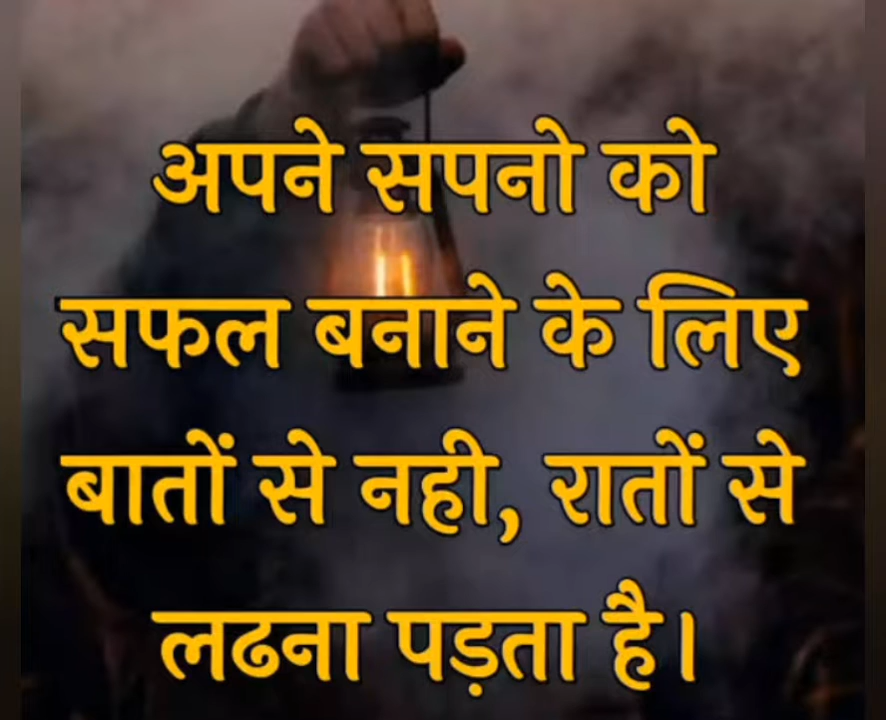 अपने सपनो को
सफल बनाने के लिए
बातों से नही, रातों से
लढना पड़ता है।